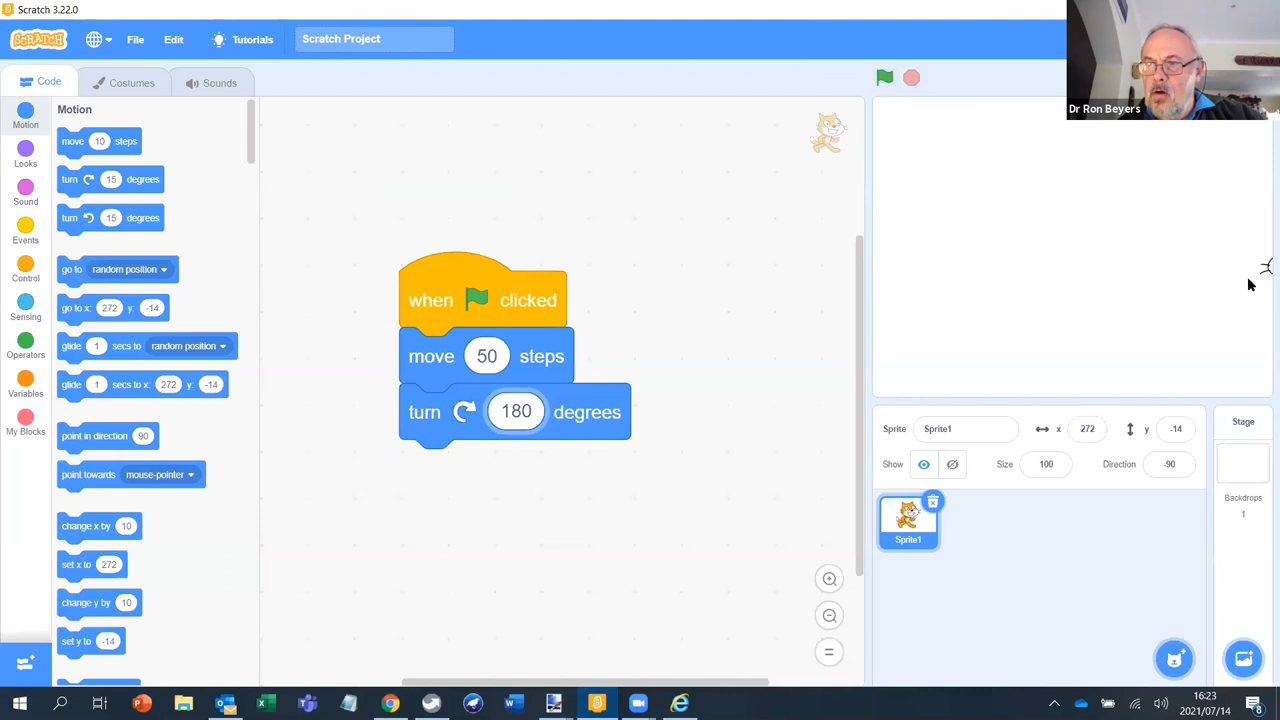 Scratch 3.22.0
SCRATCH File Edit Tutorials Scratch Project
Dr Ron Beyers
Code Costumes Sounds
Motion
Looks
Sound
Events
Control
Sensing
Operators
Variables
My Blocks
Motion
move 10 steps
turn 15 degrees
turn 15 degrees
go to random position
go to x: 272 y: -14
glide 1 secs to random position
glide 1 secs to x: 272 y: -14
point in direction 90
point towards mouse-pointer
change x by 10
set x to 272
change y by 10
set y to -14
when clicked
move 50 steps
turn 180 degrees
Sprite Sprite1 x 272 y -14
Show Size 100 Direction -90
Sprite1
Stage
Backdrops
1
16:23
2021/07/14
8